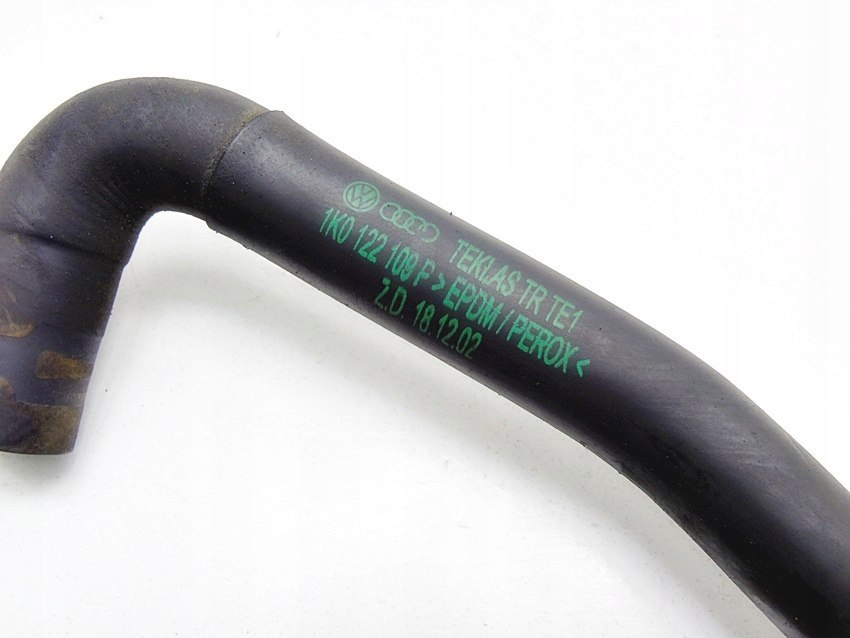 TEKLAS TR TE1
1K0 122 109 P >EPDM/PEROX<
Z.D. 18.12.02